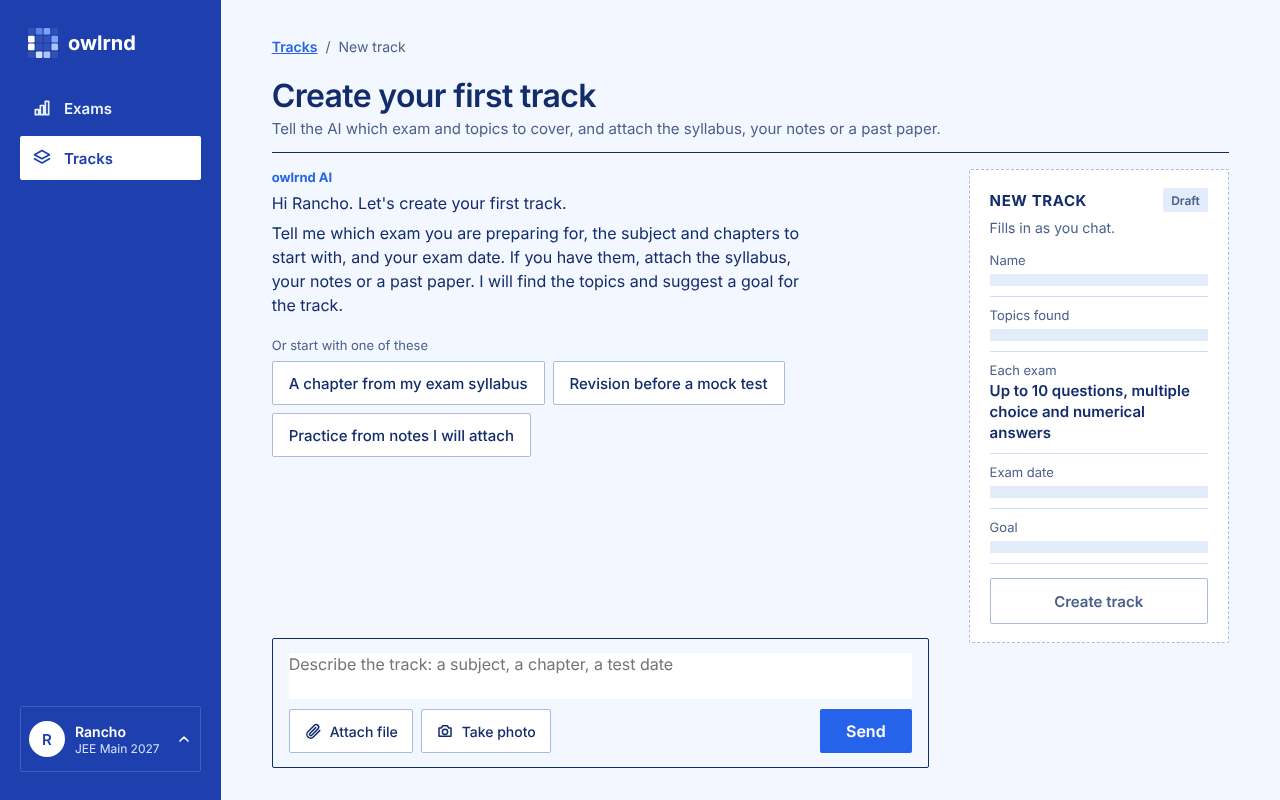 owlrnd
Exams
Tracks
Rancho
JEE Main 2027
R
Tracks / New track
Create your first track
Tell the AI which exam and topics to cover, and attach the syllabus, your notes or a past paper.
owlrnd AI
Hi Rancho. Let's create your first track.
Tell me which exam you are preparing for, the subject and chapters to
start with, and your exam date. If you have them, attach the syllabus,
your notes or a past paper. I will find the topics and suggest a goal for
the track.
Or start with one of these
A chapter from my exam syllabus
Revision before a mock test
Practice from notes I will attach
Describe the track: a subject, a chapter, a test date
Attach file
Take photo
Send
NEW TRACK
Draft
Fills in as you chat.
Name
Topics found
Each exam
Up to 10 questions, multiple
choice and numerical
answers
Exam date
Goal
Create track